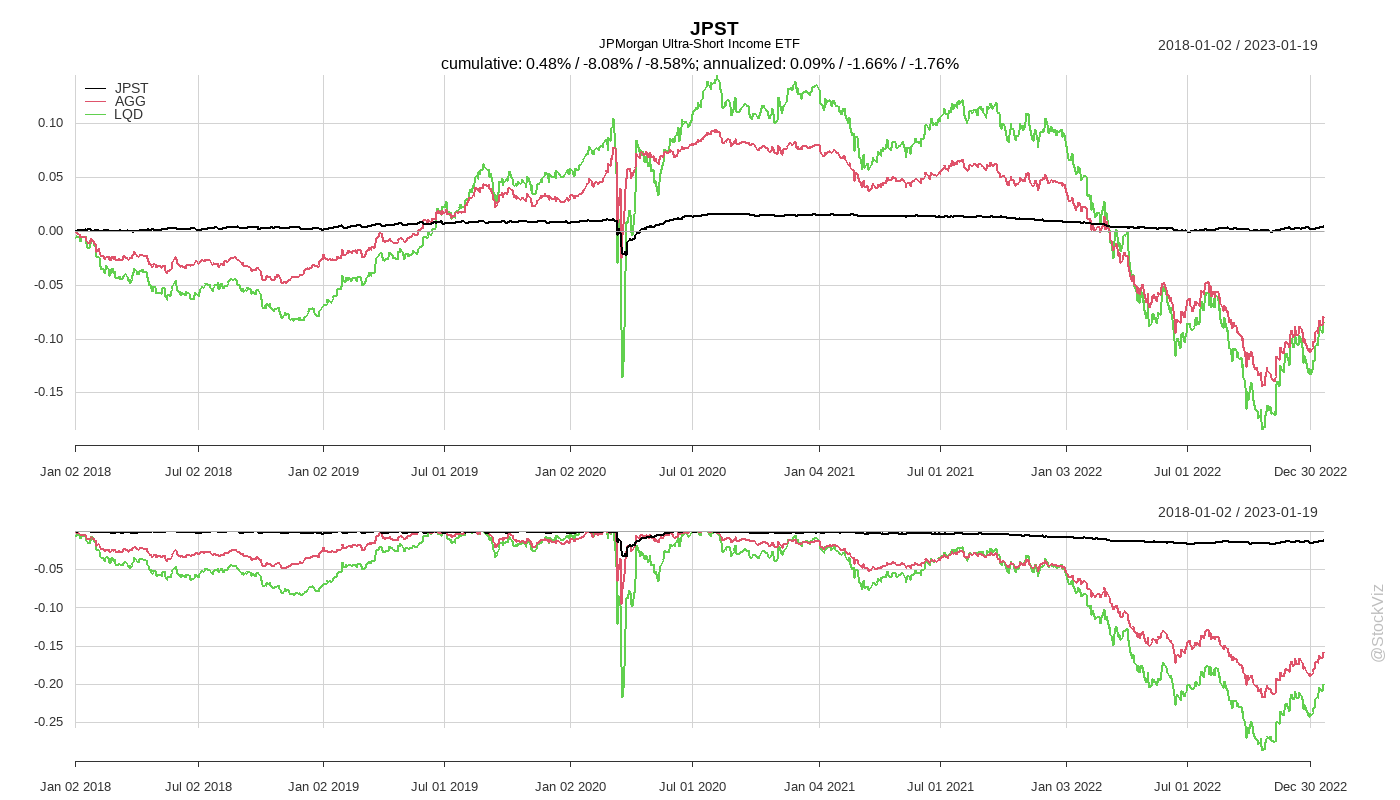 JPST
JPMorgan Ultra-Short Income ETF
2018-01-02 / 2023-01-19
cumulative: 0.48% / -8.08% / -8.58%; annualized: 0.09% / -1.66% / -1.76%
JPST
AGG
LQD
0.10
0.05
0.00
-0.05
-0.10
-0.15
Jan 02 2018 Jul 02 2018 Jan 02 2019 Jul 01 2019 Jan 02 2020 Jul 01 2020 Jan 04 2021 Jul 01 2021 Jan 03 2022 Jul 01 2022 Dec 30 2022
2018-01-02 / 2023-01-19
-0.05
-0.10
-0.15
-0.20
-0.25
Jan 02 2018 Jul 02 2018 Jan 02 2019 Jul 01 2019 Jan 02 2020 Jul 01 2020 Jan 04 2021 Jul 01 2021 Jan 03 2022 Jul 01 2022 Dec 30 2022
@StockViz